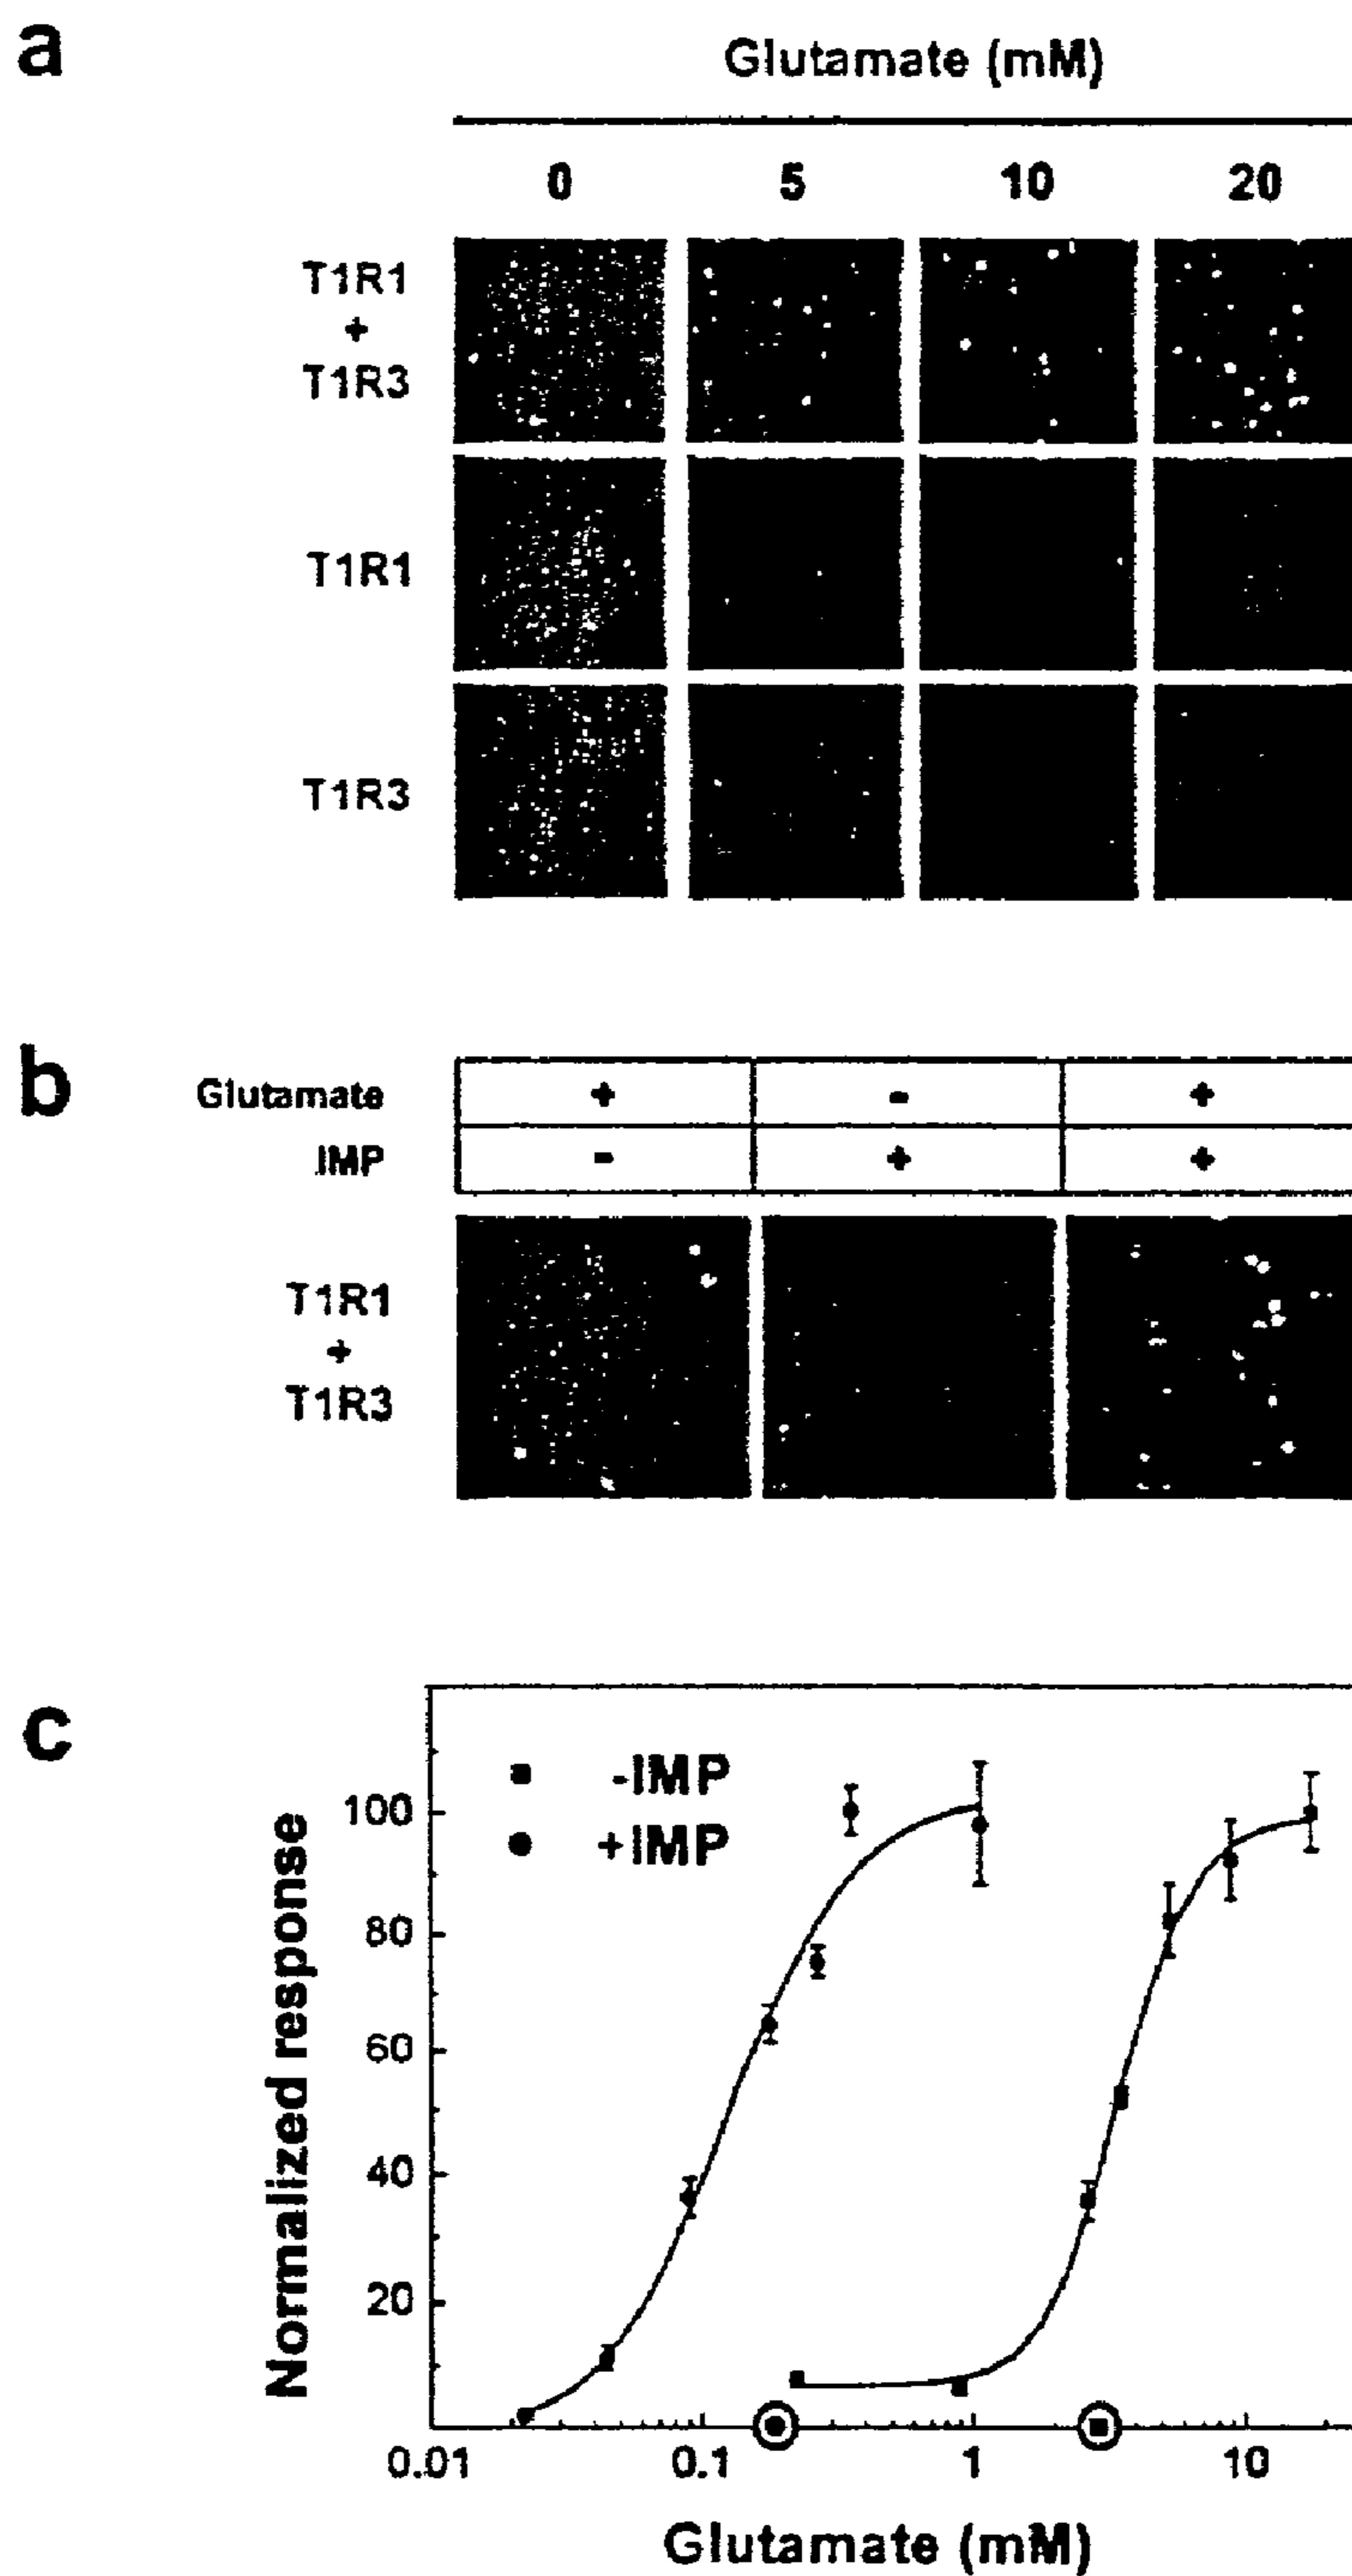 a
Glutamate (mM)
0 5 10 20
T1R1
+
T1R3
T1R1
T1R3
b
Glutamate + - +
IMP - + +
T1R1
+
T1R3
c
-IMP
+IMP
Normalized response
100
80
60
40
20
0.01 0.1 1 10
Glutamate (mM)